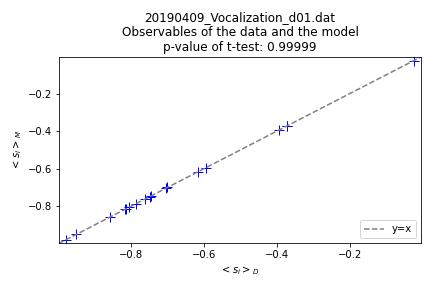 20190409_Vocalization_d01.dat
Observables of the data and the model
p-value of t-test: 0.99999
−0.2
−0.4
−0.6
−0.8
< s_i >_M
y=x
−0.8 −0.6 −0.4 −0.2
< s_i >_D